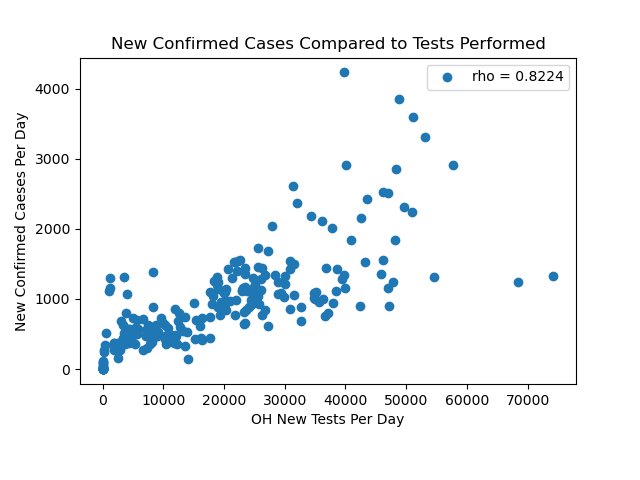 New Confirmed Cases Compared to Tests Performed
rho = 0.8224
New Confirmed Caeses Per Day
4000
3000
2000
1000
0
0 10000 20000 30000 40000 50000 60000 70000
OH New Tests Per Day